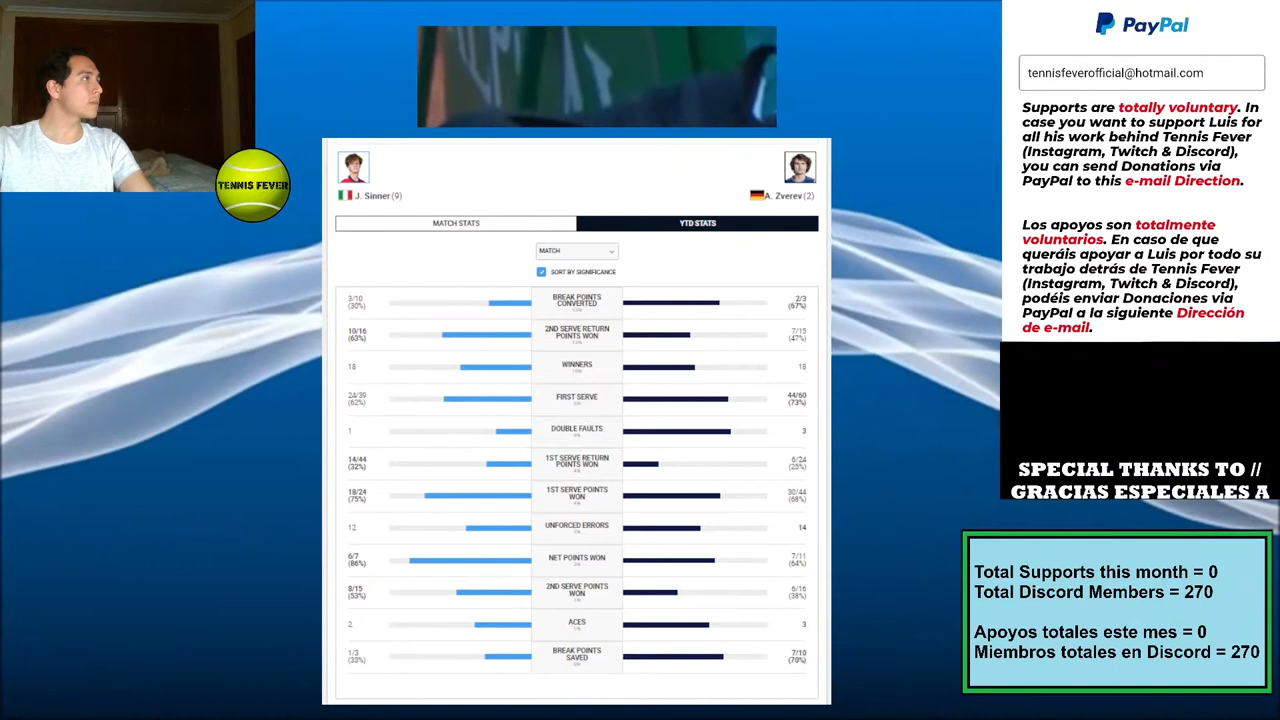 TENNIS FEVER
J. Sinner (9)
A. Zverev (2)
MATCH STATS
YTD STATS
MATCH
SORT BY SIGNIFICANCE
3/10
(30%)
BREAK POINTS
CONVERTED
2/3
(67%)
10/16
(63%)
2ND SERVE RETURN
POINTS WON
7/15
(47%)
18
WINNERS
18
24/39
(62%)
FIRST SERVE
44/60
(73%)
1
DOUBLE FAULTS
3
14/44
(32%)
1ST SERVE RETURN
POINTS WON
6/24
(25%)
18/24
(75%)
1ST SERVE POINTS
WON
30/44
(68%)
12
UNFORCED ERRORS
14
6/7
(86%)
NET POINTS WON
7/11
(64%)
8/15
(53%)
2ND SERVE POINTS
WON
6/16
(38%)
2
ACES
3
1/3
(33%)
BREAK POINTS
SAVED
7/10
(70%)
PayPal
tennisfeverofficial@hotmail.com
Supports are totally voluntary. In
case you want to support Luis for
all his work behind Tennis Fever
(Instagram, Twitch & Discord),
you can send Donations via
PayPal to this e-mail Direction.
Los apoyos son totalmente
voluntarios. En caso de que
queráis apoyar a Luis por todo su
trabajo detrás de Tennis Fever
(Instagram, Twitch & Discord),
podéis enviar Donaciones via
PayPal a la siguiente Dirección
de e-mail.
SPECIAL THANKS TO //
GRACIAS ESPECIALES A
Total Supports this month = 0
Total Discord Members = 270
Apoyos totales este mes = 0
Miembros totales en Discord = 270